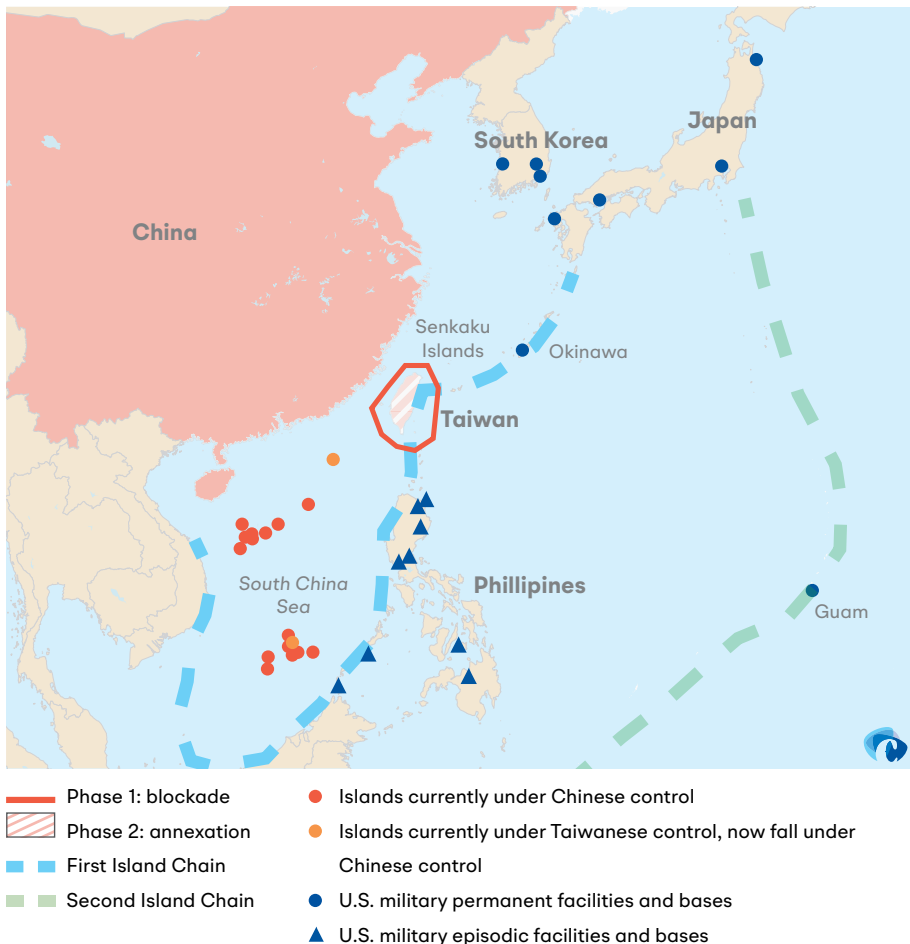 Japan
South Korea
China
Senkaku
Islands
Okinawa
Taiwan
South China
Sea
Phillipines
Guam
Phase 1: blockade
Phase 2: annexation
First Island Chain
Second Island Chain
Islands currently under Chinese control
Islands currently under Taiwanese control, now fall under
Chinese control
U.S. military permanent facilities and bases
U.S. military episodic facilities and bases